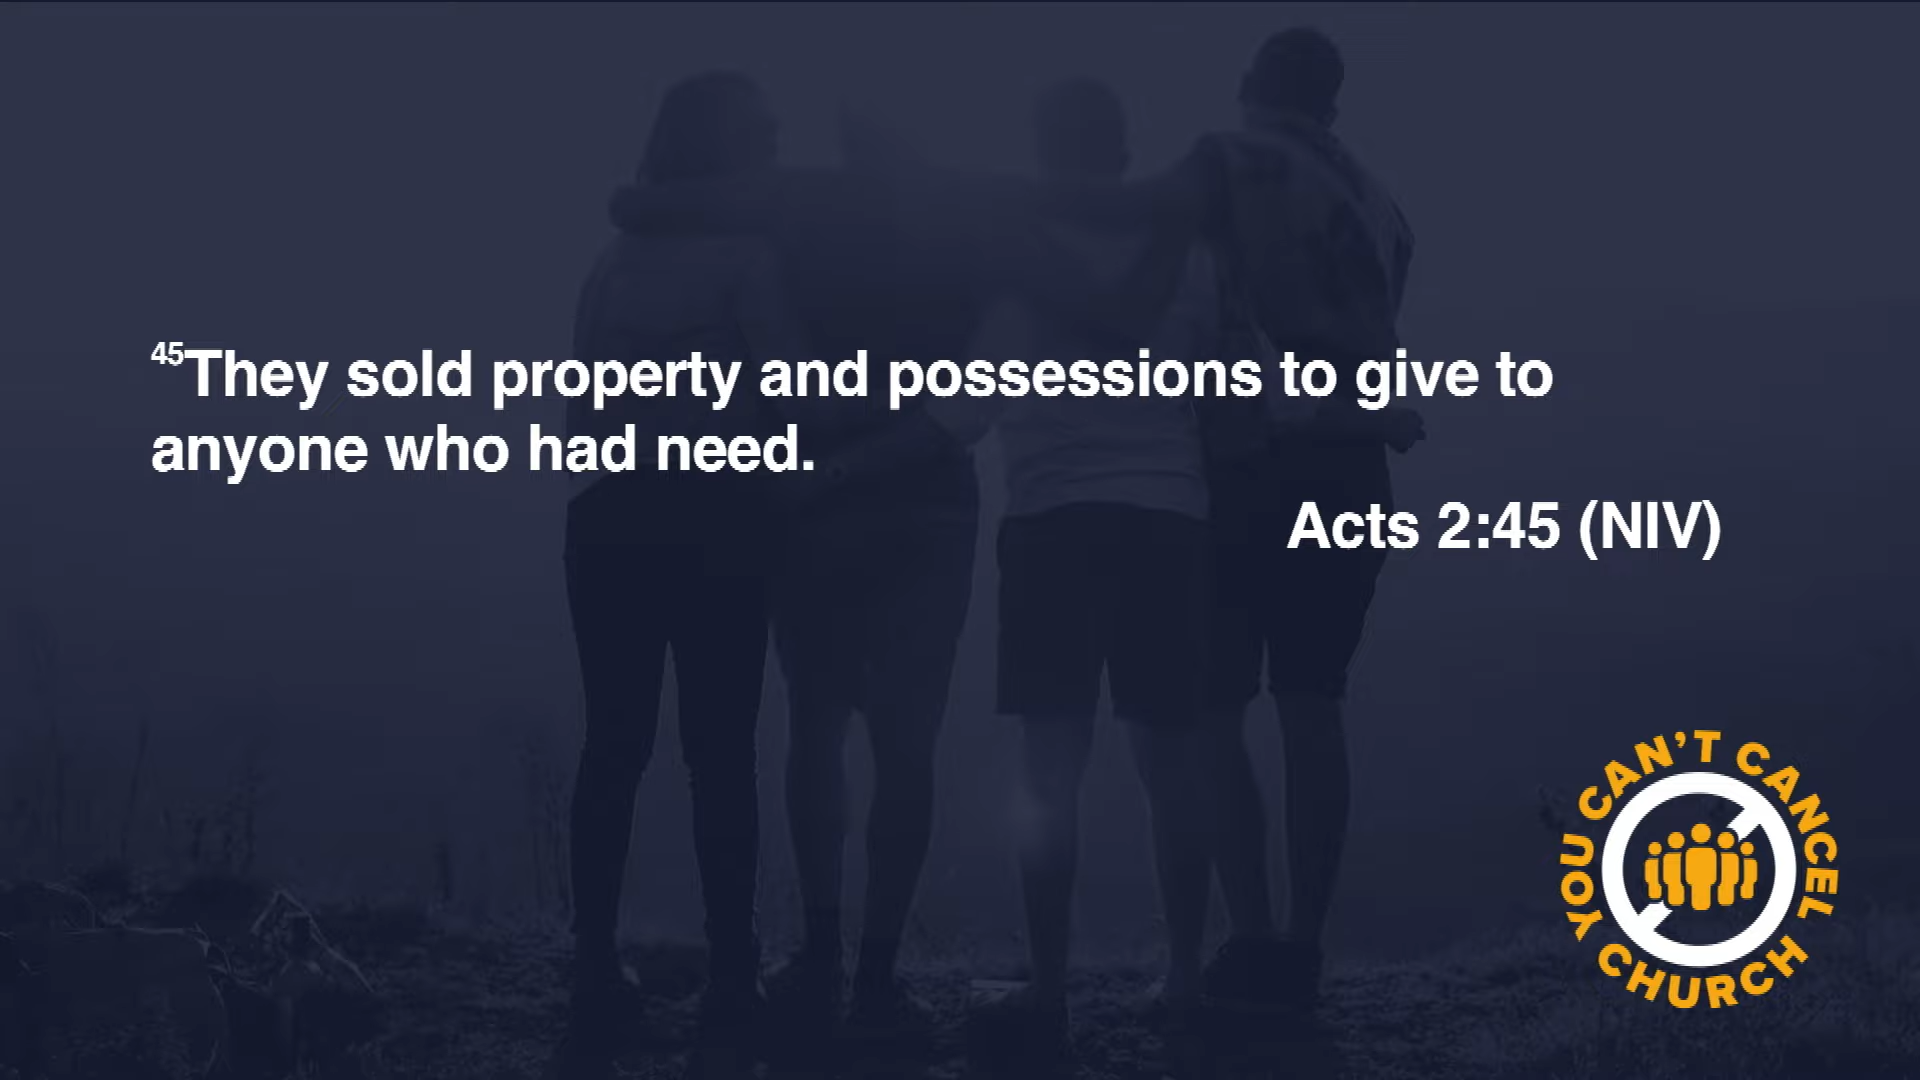 45They sold property and possessions to give to
anyone who had need.
Acts 2:45 (NIV)
YOU CAN'T CANCEL
CHURCH